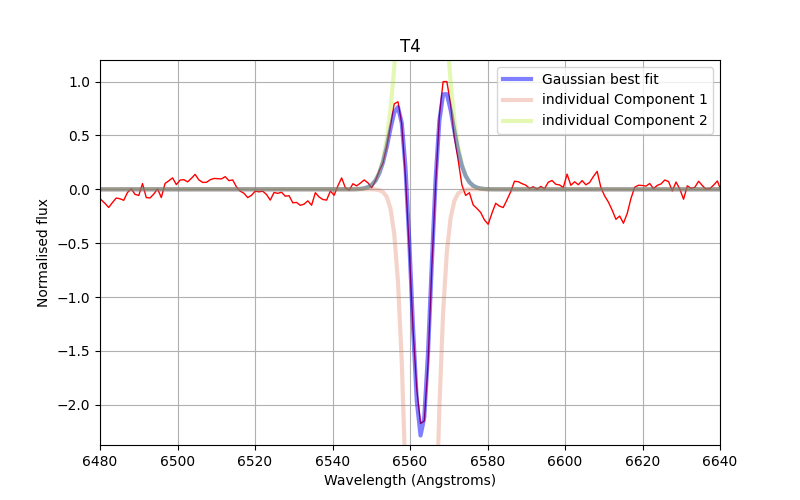 T4
Gaussian best fit
individual Component 1
individual Component 2
1.0
0.5
0.0
−0.5
−1.0
−1.5
−2.0
Normalised flux
6480 6500 6520 6540 6560 6580 6600 6620 6640
Wavelength (Angstroms)